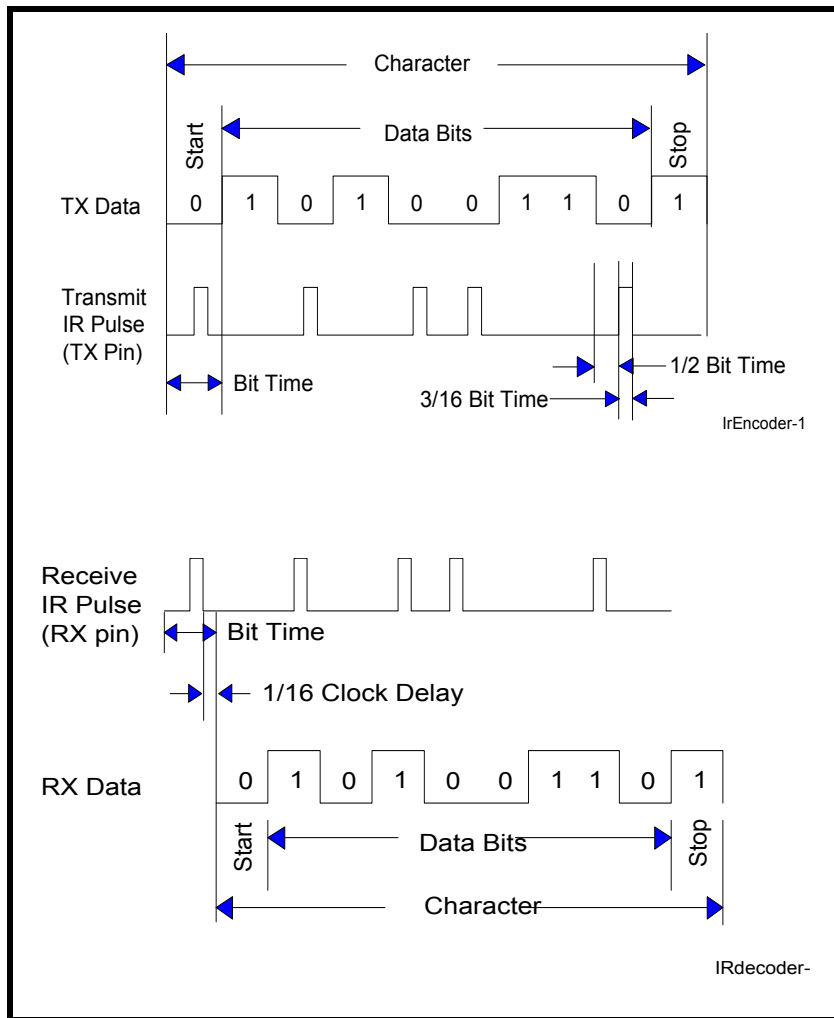 Character
Start
Data Bits
Stop
TX Data
0 1 0 1 0 0 1 1 0 1
Transmit
IR Pulse
(TX Pin)
Bit Time
1/2 Bit Time
3/16 Bit Time
IrEncoder-1
Receive
IR Pulse
(RX pin)
Bit Time
1/16 Clock Delay
RX Data
0 1 0 1 0 0 1 1 0 1
Start
Data Bits
Stop
Character
IRdecoder-